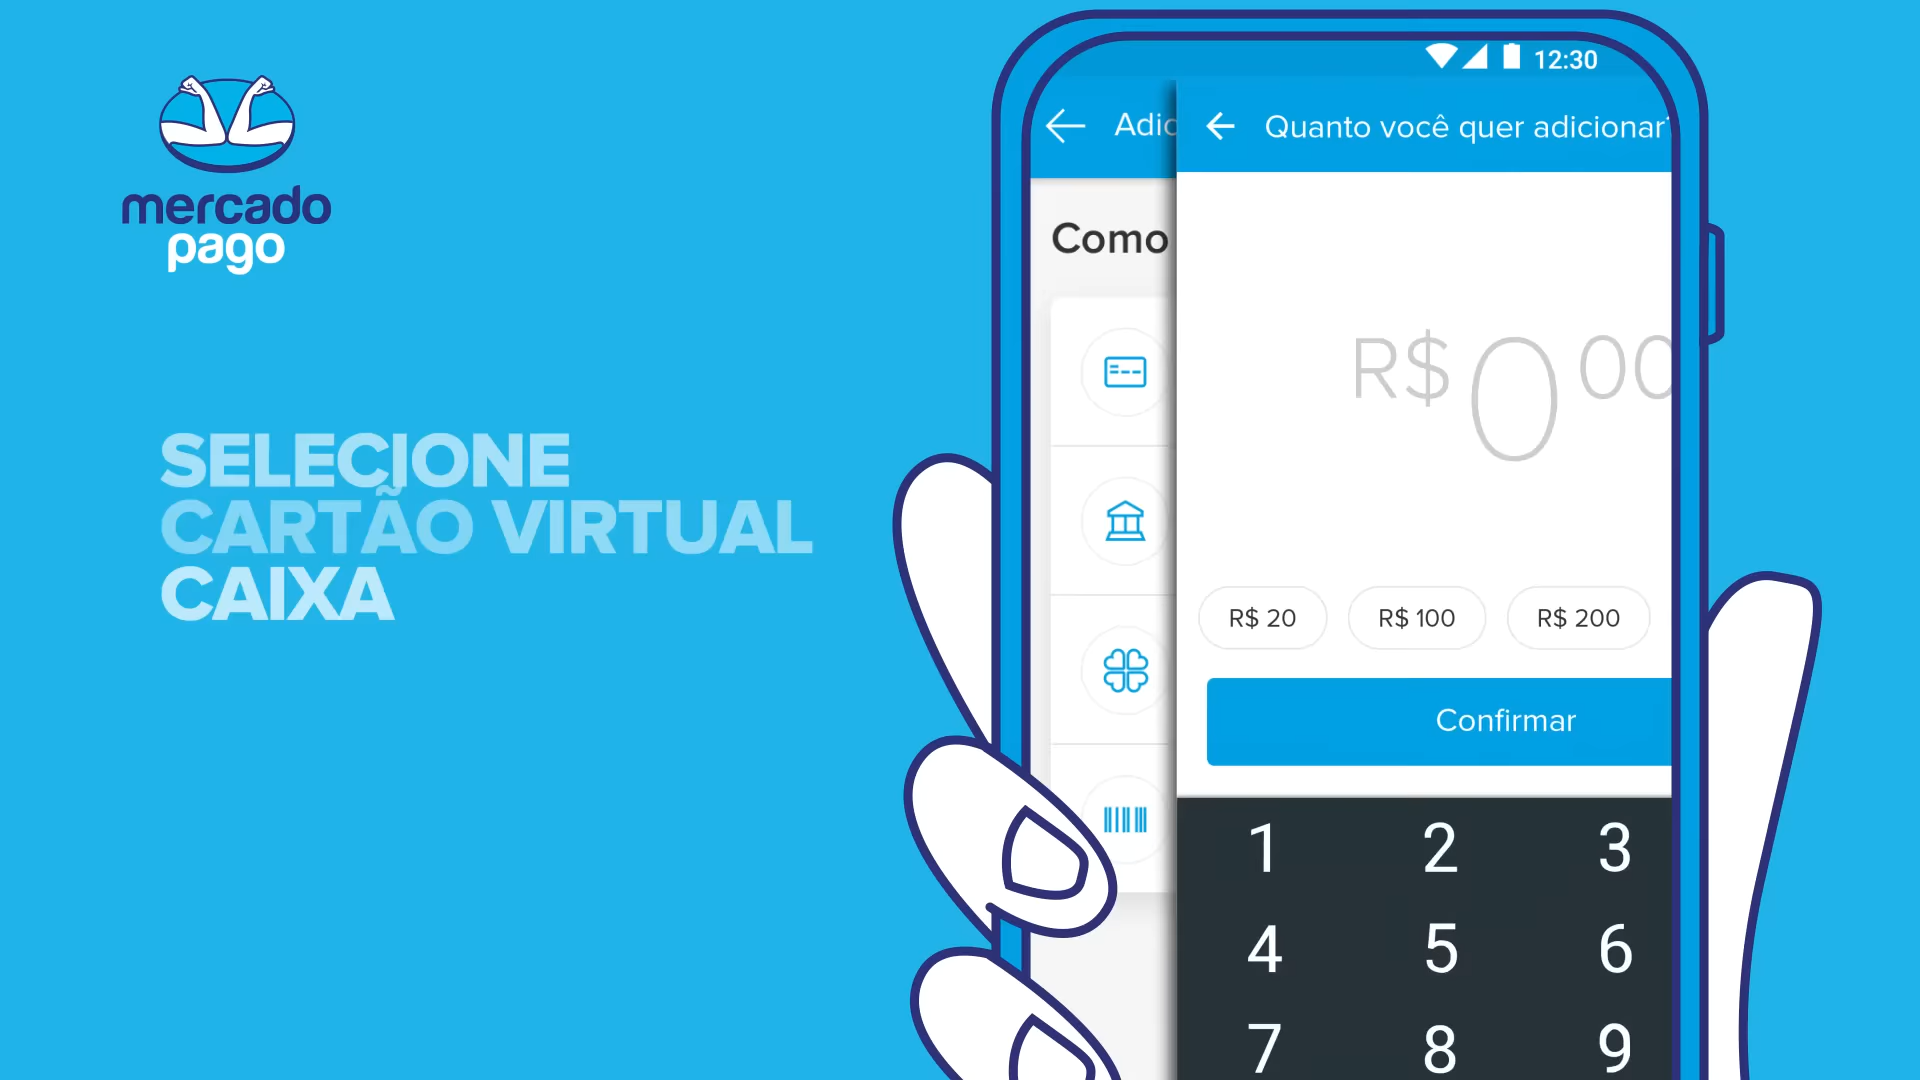 mercado
pago
SELECIONE
CARTÃO VIRTUAL
CAIXA
12:30
Adic
Quanto você quer adicionar?
Como
R$ 0 00
R$ 20
R$ 100
R$ 200
Confirmar
1 2 3
4 5 6
7 8 9